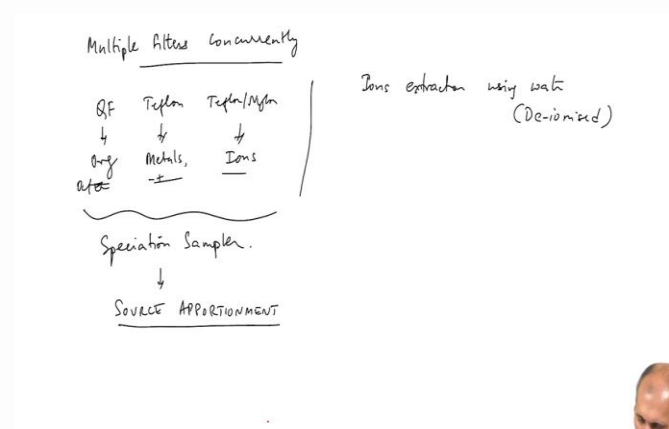 Multiple filters concurrently
QF Teflon Teflon/Nylon
Org Metals, Ions
Speciation Sampler.
SOURCE APPORTIONMENT
Ions extraction using water
(De-ionised)